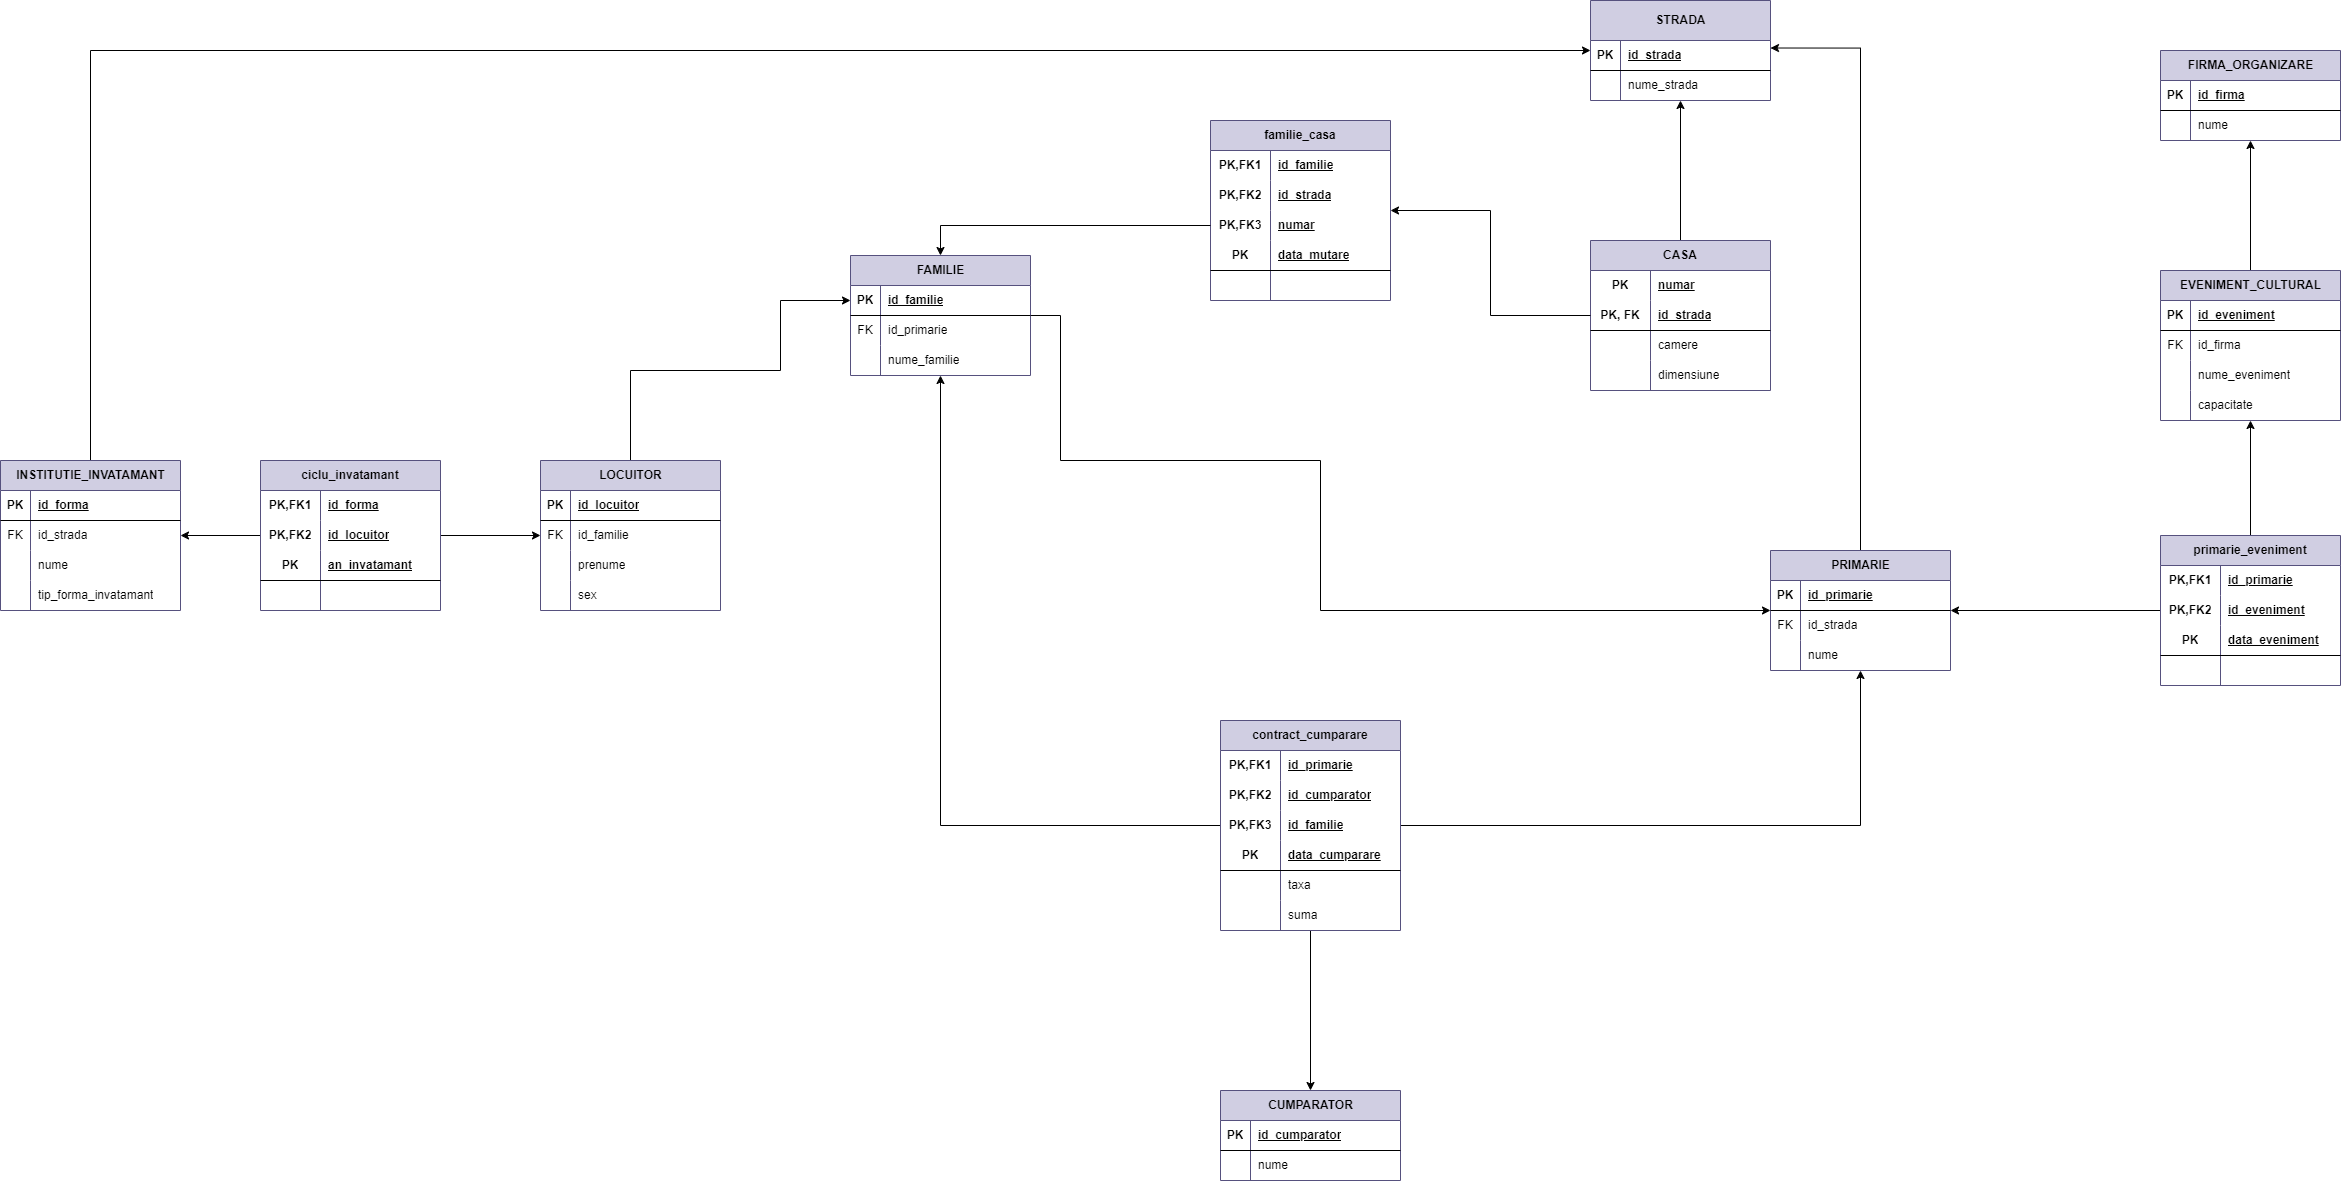 STRADA
PK id_strada
nume_strada
FIRMA_ORGANIZARE
PK id_firma
nume
familie_casa
PK,FK1 id_familie
PK,FK2 id_strada
PK,FK3 numar
PK data_mutare
CASA
PK numar
PK, FK id_strada
camere
dimensiune
FAMILIE
PK id_familie
FK id_primarie
nume_familie
EVENIMENT_CULTURAL
PK id_eveniment
FK id_firma
nume_eveniment
capacitate
INSTITUTIE_INVATAMANT
PK id_forma
FK id_strada
nume
tip_forma_invatamant
ciclu_invatamant
PK,FK1 id_forma
PK,FK2 id_locuitor
PK an_invatamant
LOCUITOR
PK id_locuitor
FK id_familie
prenume
sex
PRIMARIE
PK id_primarie
FK id_strada
nume
primarie_eveniment
PK,FK1 id_primarie
PK,FK2 id_eveniment
PK data_eveniment
contract_cumparare
PK,FK1 id_primarie
PK,FK2 id_cumparator
PK,FK3 id_familie
PK data_cumparare
taxa
suma
CUMPARATOR
PK id_cumparator
nume